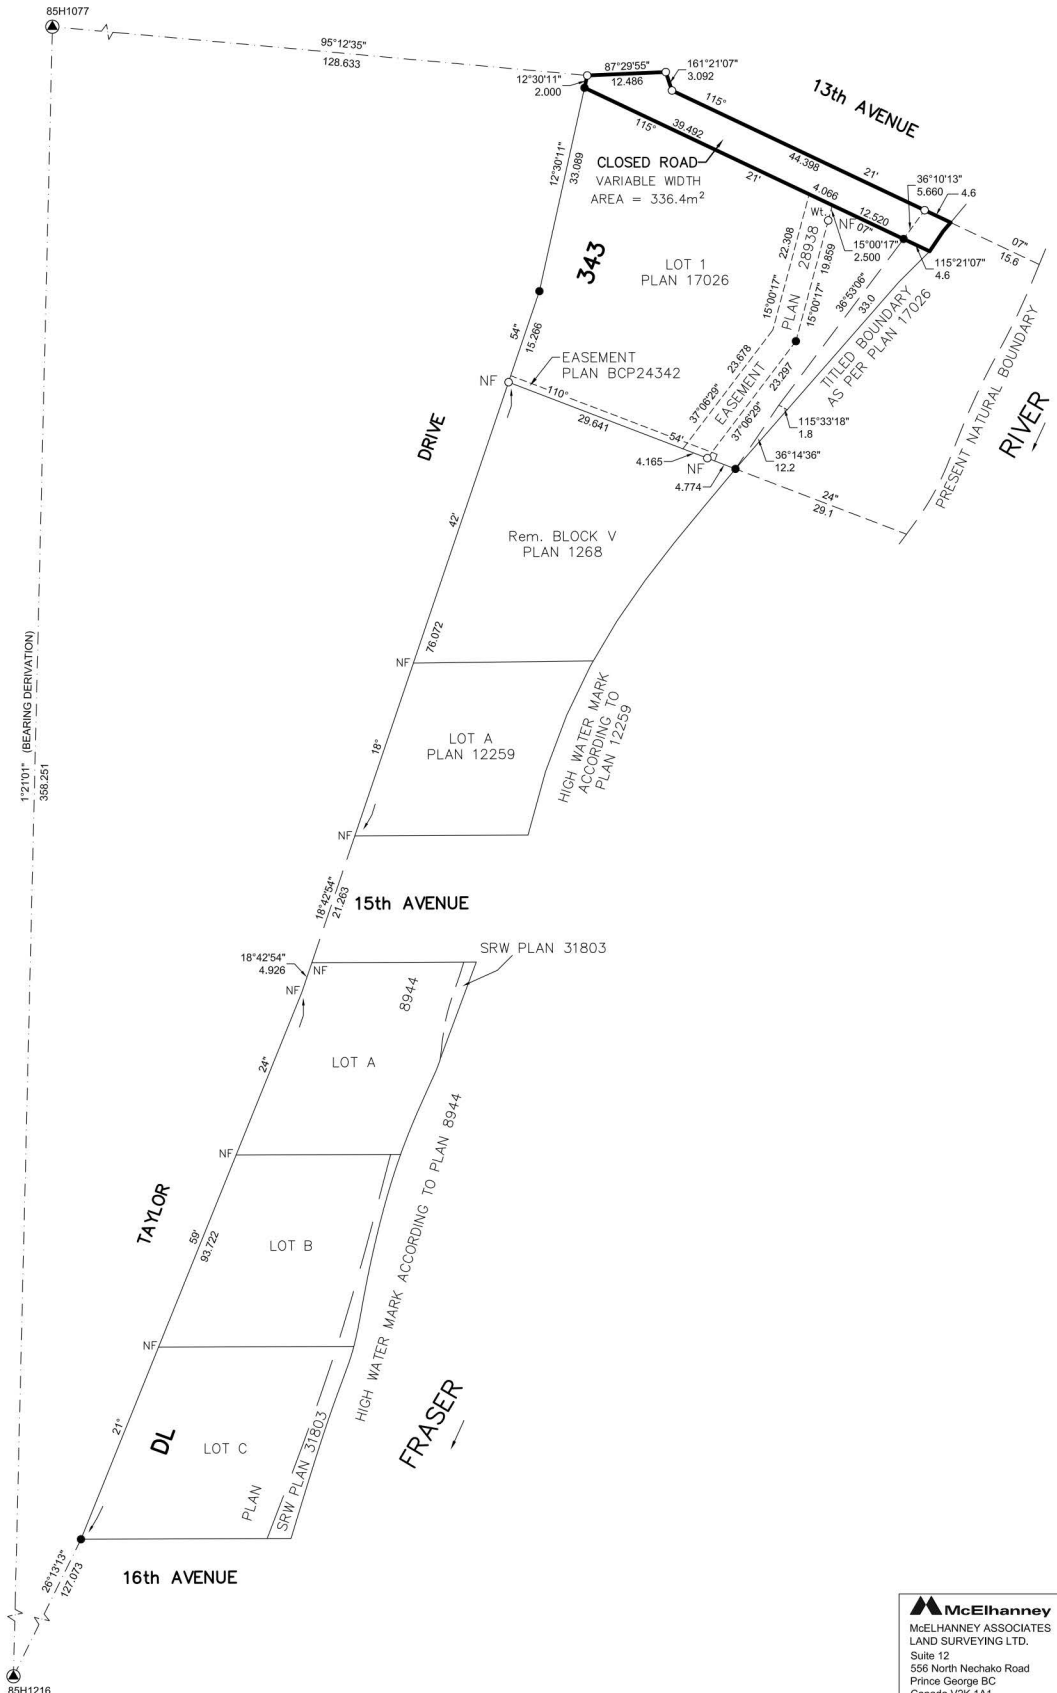 85H1077
95°12'35"
128.633
12°30'11"
2.000
87°29'55"
12.486
161°21'07"
3.092
13th AVENUE
115°
115°
39.492
44.398
21'
21'
CLOSED ROAD
VARIABLE WIDTH
AREA = 336.4m²
36°10'13"
5.660
4.6
4.066
12.520
12°30'11"
33.089
343
Wt.
NF
07"
15°00'17"
2.500
115°21'07"
4.6
07"
15.6
LOT 1
PLAN 17026
22.308
15°00'17"
PLAN 28938
19.859
15°00'17"
36°53'06"
33.0
TITLED BOUNDARY
AS PER PLAN 17026
PRESENT NATURAL BOUNDARY
RIVER
54"
15.266
EASEMENT
PLAN BCP24342
NF
110°
29.641
54'
23.678
37°06'29"
EASEMENT
23.297
37°06'29"
4.165
NF
4.774
115°33'18"
1.8
36°14'36"
12.2
24"
29.1
DRIVE
42'
Rem. BLOCK V
PLAN 1268
76.072
NF
1°21'01" (BEARING DERIVATION)
358.251
18°
LOT A
PLAN 12259
HIGH WATER MARK
ACCORDING TO
PLAN 12259
NF
18°42'54"
21.263
15th AVENUE
18°42'54"
4.926
NF
NF
SRW PLAN 31803
8944
24"
LOT A
NF
TAYLOR
59'
93.722
LOT B
HIGH WATER MARK ACCORDING TO PLAN 8944
NF
21°
DL
LOT C
PLAN
SRW PLAN 31803
FRASER
26°13'13"
127.073
16th AVENUE
85H1216
McElhanney
McELHANNEY ASSOCIATES
LAND SURVEYING LTD.
Suite 12
556 North Nechako Road
Prince George BC
Canada V2K 1A1